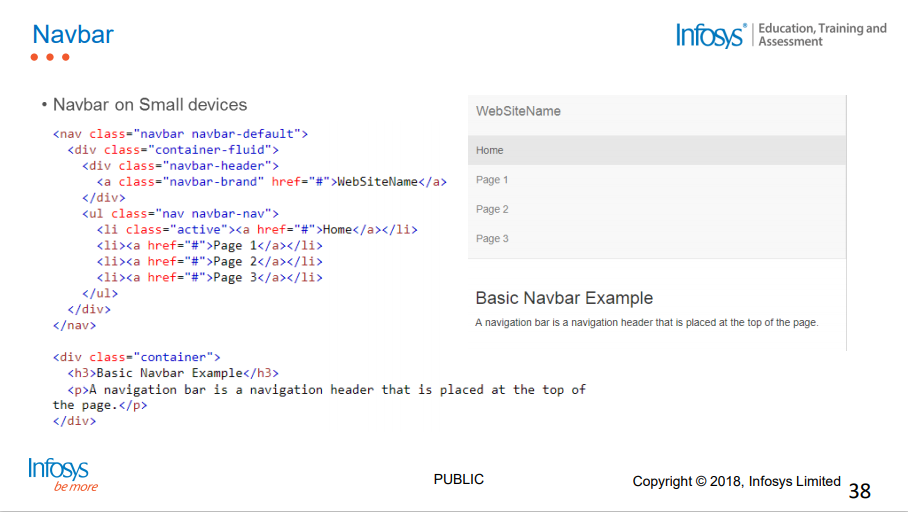 Navbar
Infosys® | Education, Training and
Assessment
• Navbar on Small devices
<nav class="navbar navbar-default">
  <div class="container-fluid">
    <div class="navbar-header">
      <a class="navbar-brand" href="#">WebSiteName</a>
    </div>
    <ul class="nav navbar-nav">
      <li class="active"><a href="#">Home</a></li>
      <li><a href="#">Page 1</a></li>
      <li><a href="#">Page 2</a></li>
      <li><a href="#">Page 3</a></li>
    </ul>
  </div>
</nav>
<div class="container">
  <h3>Basic Navbar Example</h3>
  <p>A navigation bar is a navigation header that is placed at the top of
the page.</p>
</div>
WebSiteName
Home
Page 1
Page 2
Page 3
Basic Navbar Example
A navigation bar is a navigation header that is placed at the top of the page.
Infosys
be more
PUBLIC
Copyright © 2018, Infosys Limited
38